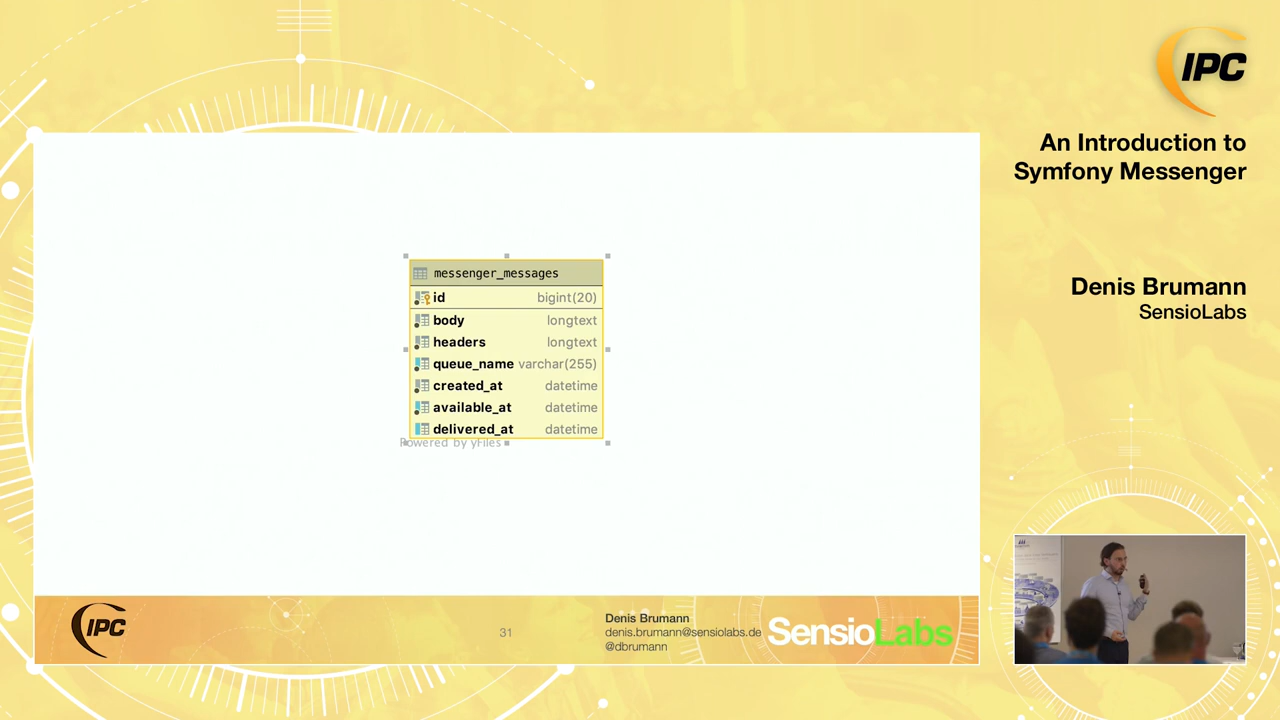 IPC
An Introduction to
Symfony Messenger
Denis Brumann
SensioLabs
messenger_messages
id bigint(20)
body longtext
headers longtext
queue_name varchar(255)
created_at datetime
available_at datetime
delivered_at datetime
Powered by yFiles
IPC
31
Denis Brumann
denis.brumann@sensiolabs.de
@dbrumann
SensioLabs